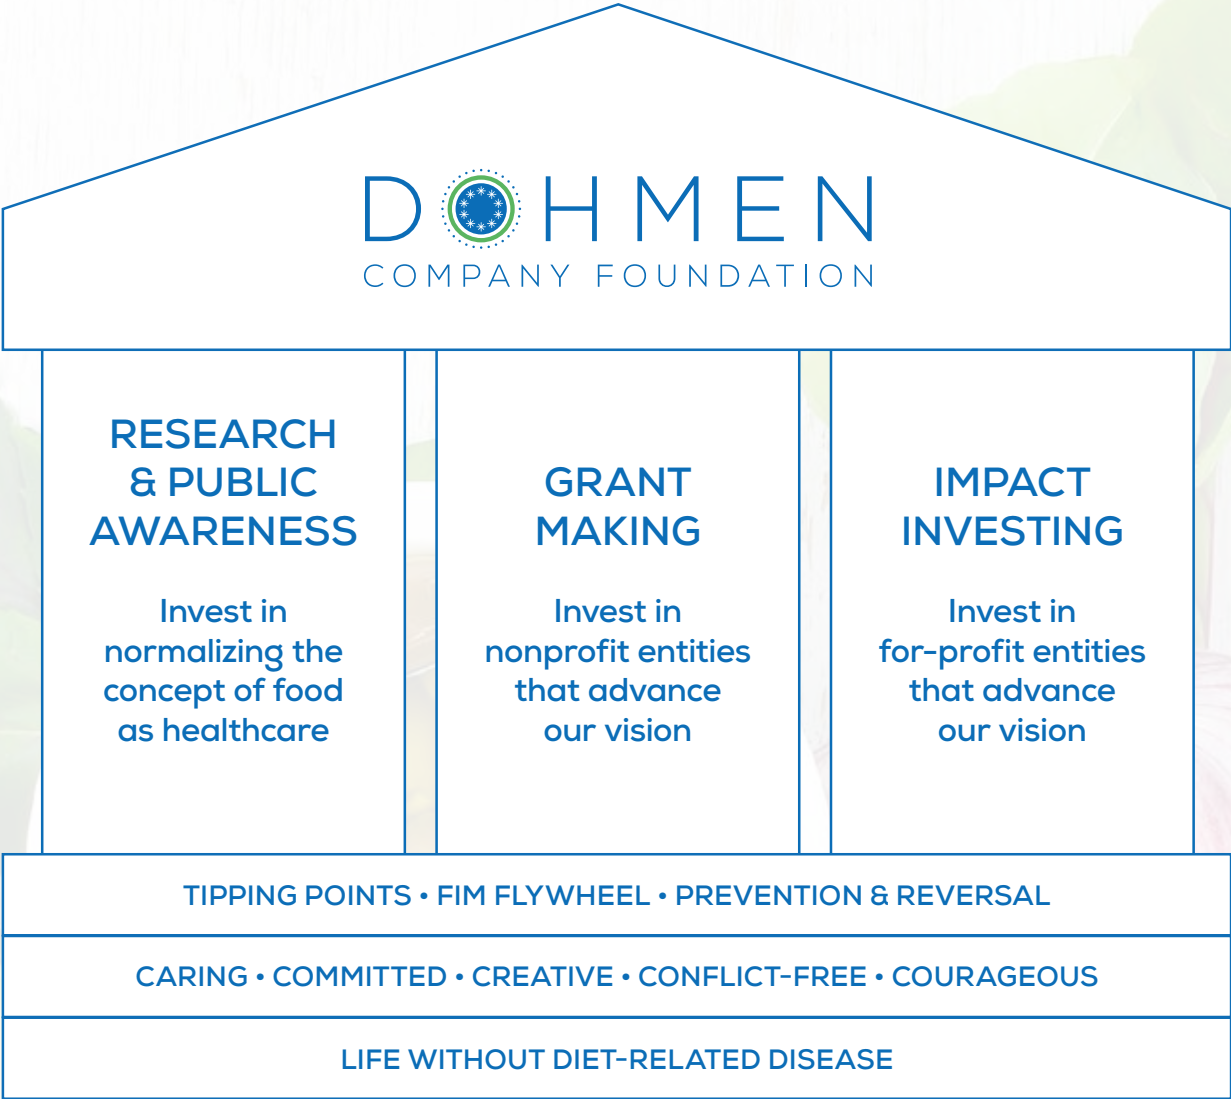 DOHMEN
COMPANY FOUNDATION
RESEARCH
& PUBLIC
AWARENESS
Invest in
normalizing the
concept of food
as healthcare
GRANT
MAKING
Invest in
nonprofit entities
that advance
our vision
IMPACT
INVESTING
Invest in
for-profit entities
that advance
our vision
TIPPING POINTS • FIM FLYWHEEL • PREVENTION & REVERSAL
CARING • COMMITTED • CREATIVE • CONFLICT-FREE • COURAGEOUS
LIFE WITHOUT DIET-RELATED DISEASE